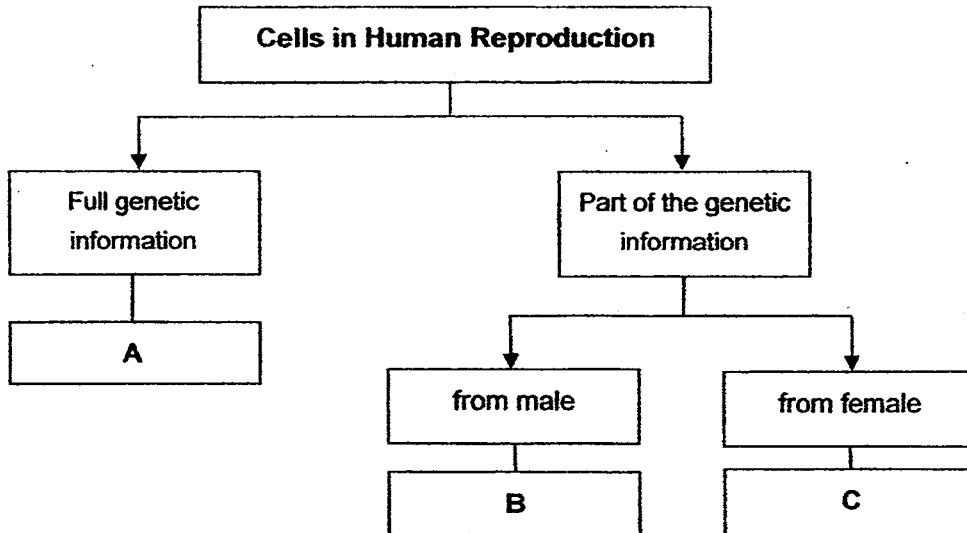 Cells in Human Reproduction
Full genetic
information
Part of the genetic
information
A
from male
from female
B
C